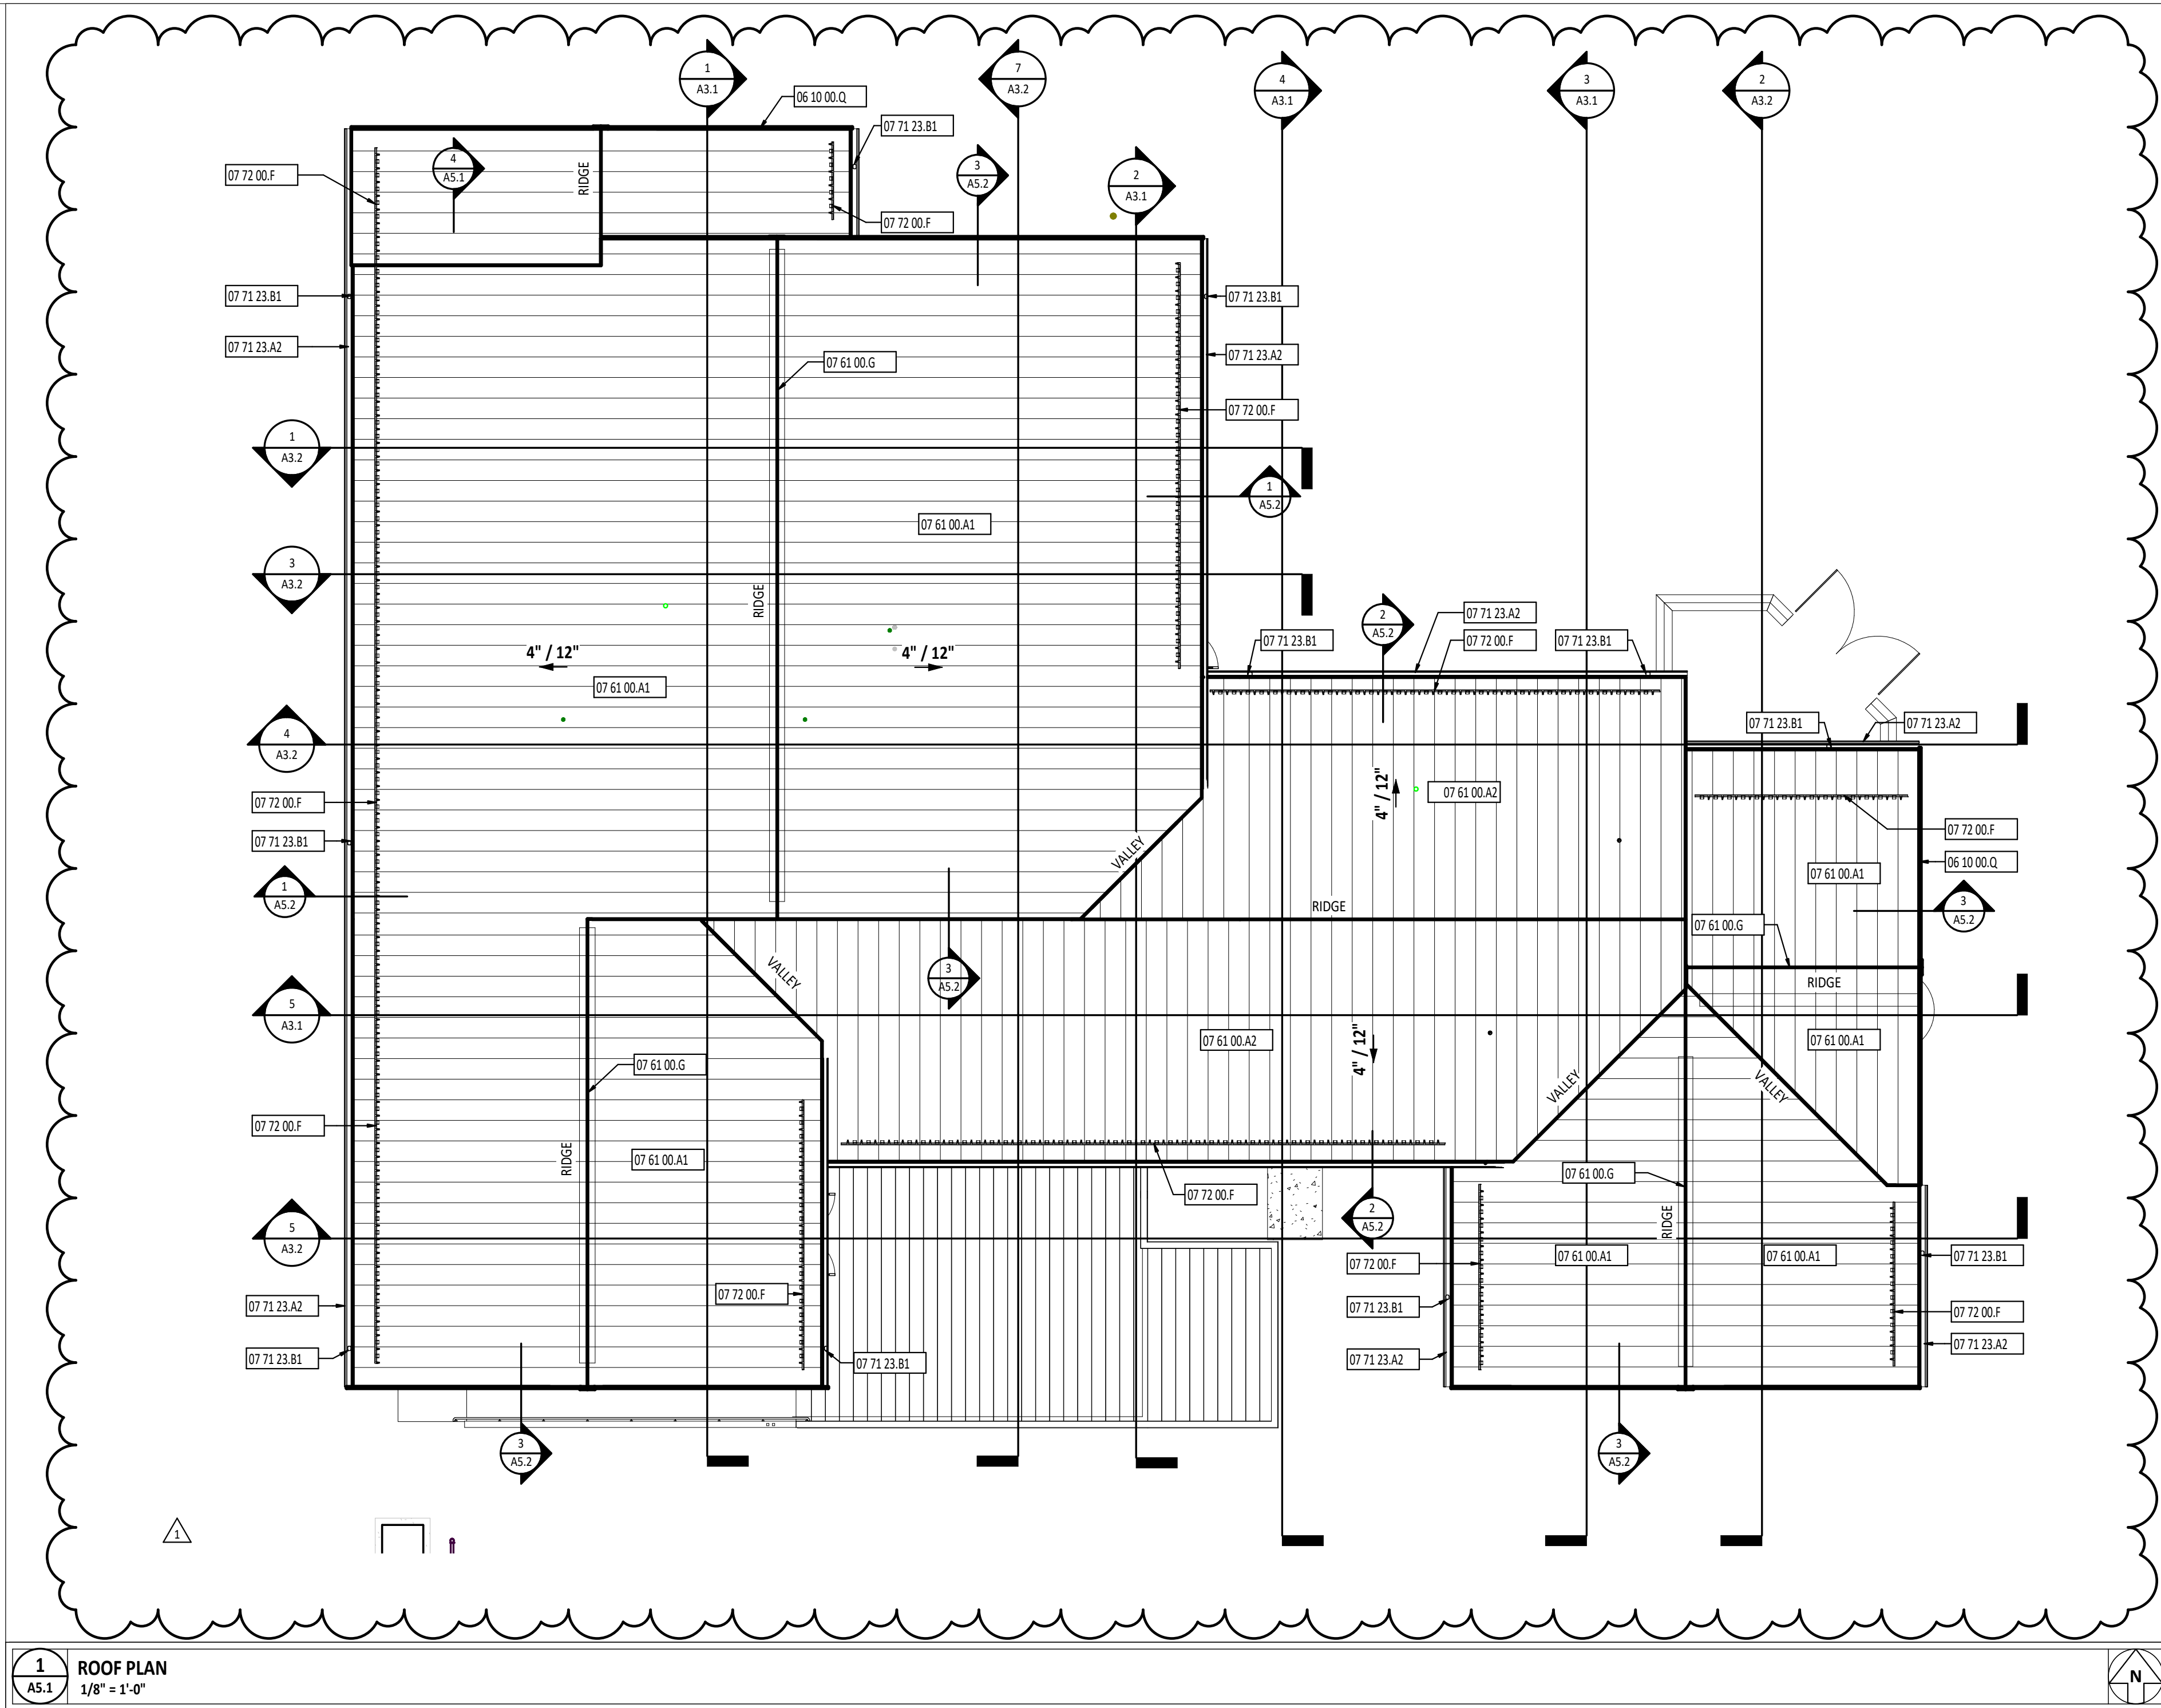 1
A3.1
7
A3.2
4
A3.1
3
A3.1
2
A3.2
06 10 00.Q
07 71 23.B1
07 72 00.F
4
A5.1
RIDGE
3
A5.2
2
A3.1
07 72 00.F
07 71 23.B1
07 71 23.B1
07 71 23.A2
07 71 23.A2
07 61 00.G
07 72 00.F
1
A3.2
1
A5.2
07 61 00.A1
3
A3.2
RIDGE
2
A5.2
07 71 23.A2
07 71 23.B1
07 72 00.F
07 71 23.B1
4" / 12"
4" / 12"
07 61 00.A1
4
A3.2
07 71 23.B1
07 71 23.A2
4" / 12"
07 61 00.A2
07 72 00.F
07 72 00.F
07 71 23.B1
VALLEY
06 10 00.Q
07 61 00.A1
1
A5.2
RIDGE
3
A5.2
07 61 00.G
VALLEY
3
A5.2
RIDGE
5
A3.1
07 61 00.A2
4" / 12"
07 61 00.A1
07 61 00.G
VALLEY
VALLEY
07 72 00.F
RIDGE
07 61 00.A1
07 61 00.G
07 72 00.F
2
A5.2
RIDGE
5
A3.2
07 61 00.A1
07 61 00.A1
07 71 23.B1
07 72 00.F
07 72 00.F
07 71 23.A2
07 71 23.B1
07 72 00.F
07 71 23.A2
07 71 23.B1
07 71 23.B1
07 71 23.A2
3
A5.2
3
A5.2
1
1
A5.1
ROOF PLAN
1/8" = 1'-0"
N